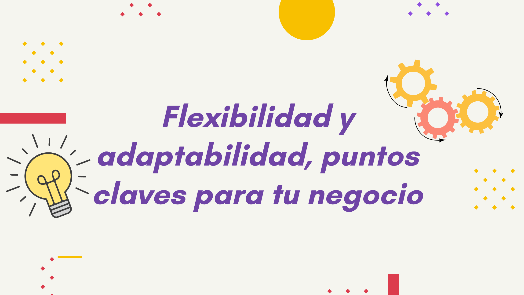 Flexibilidad y
adaptabilidad, puntos
claves para tu negocio